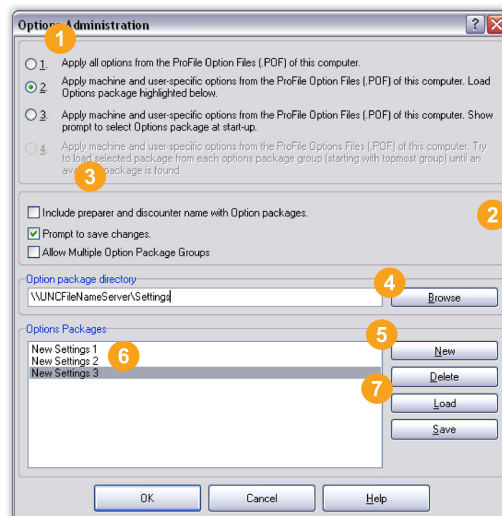 Options Administration
1
1. Apply all options from the ProFile Option Files (.POF) of this computer.
2. Apply machine and user-specific options from the ProFile Option Files (.POF) of this computer. Load
Options package highlighted below.
3. Apply machine and user-specific options from the ProFile Option Files (.POF) of this computer. Show
prompt to select Options package at start-up.
4 Apply machine and user-specific options from the ProFile Options Files (.POF) of this computer. Try
to load selected package from each options package group (starting with topmost group) until an
package is found.
3
Include preparer and discounter name with Option packages.
2
Prompt to save changes.
Allow Multiple Option Package Groups
Option package directory
4
\\UNCFileNameServer\Settings
Browse
Options Packages
5
New Settings 1
6
New
New Settings 2
New Settings 3
7
Delete
Load
Save
OK
Cancel
Help